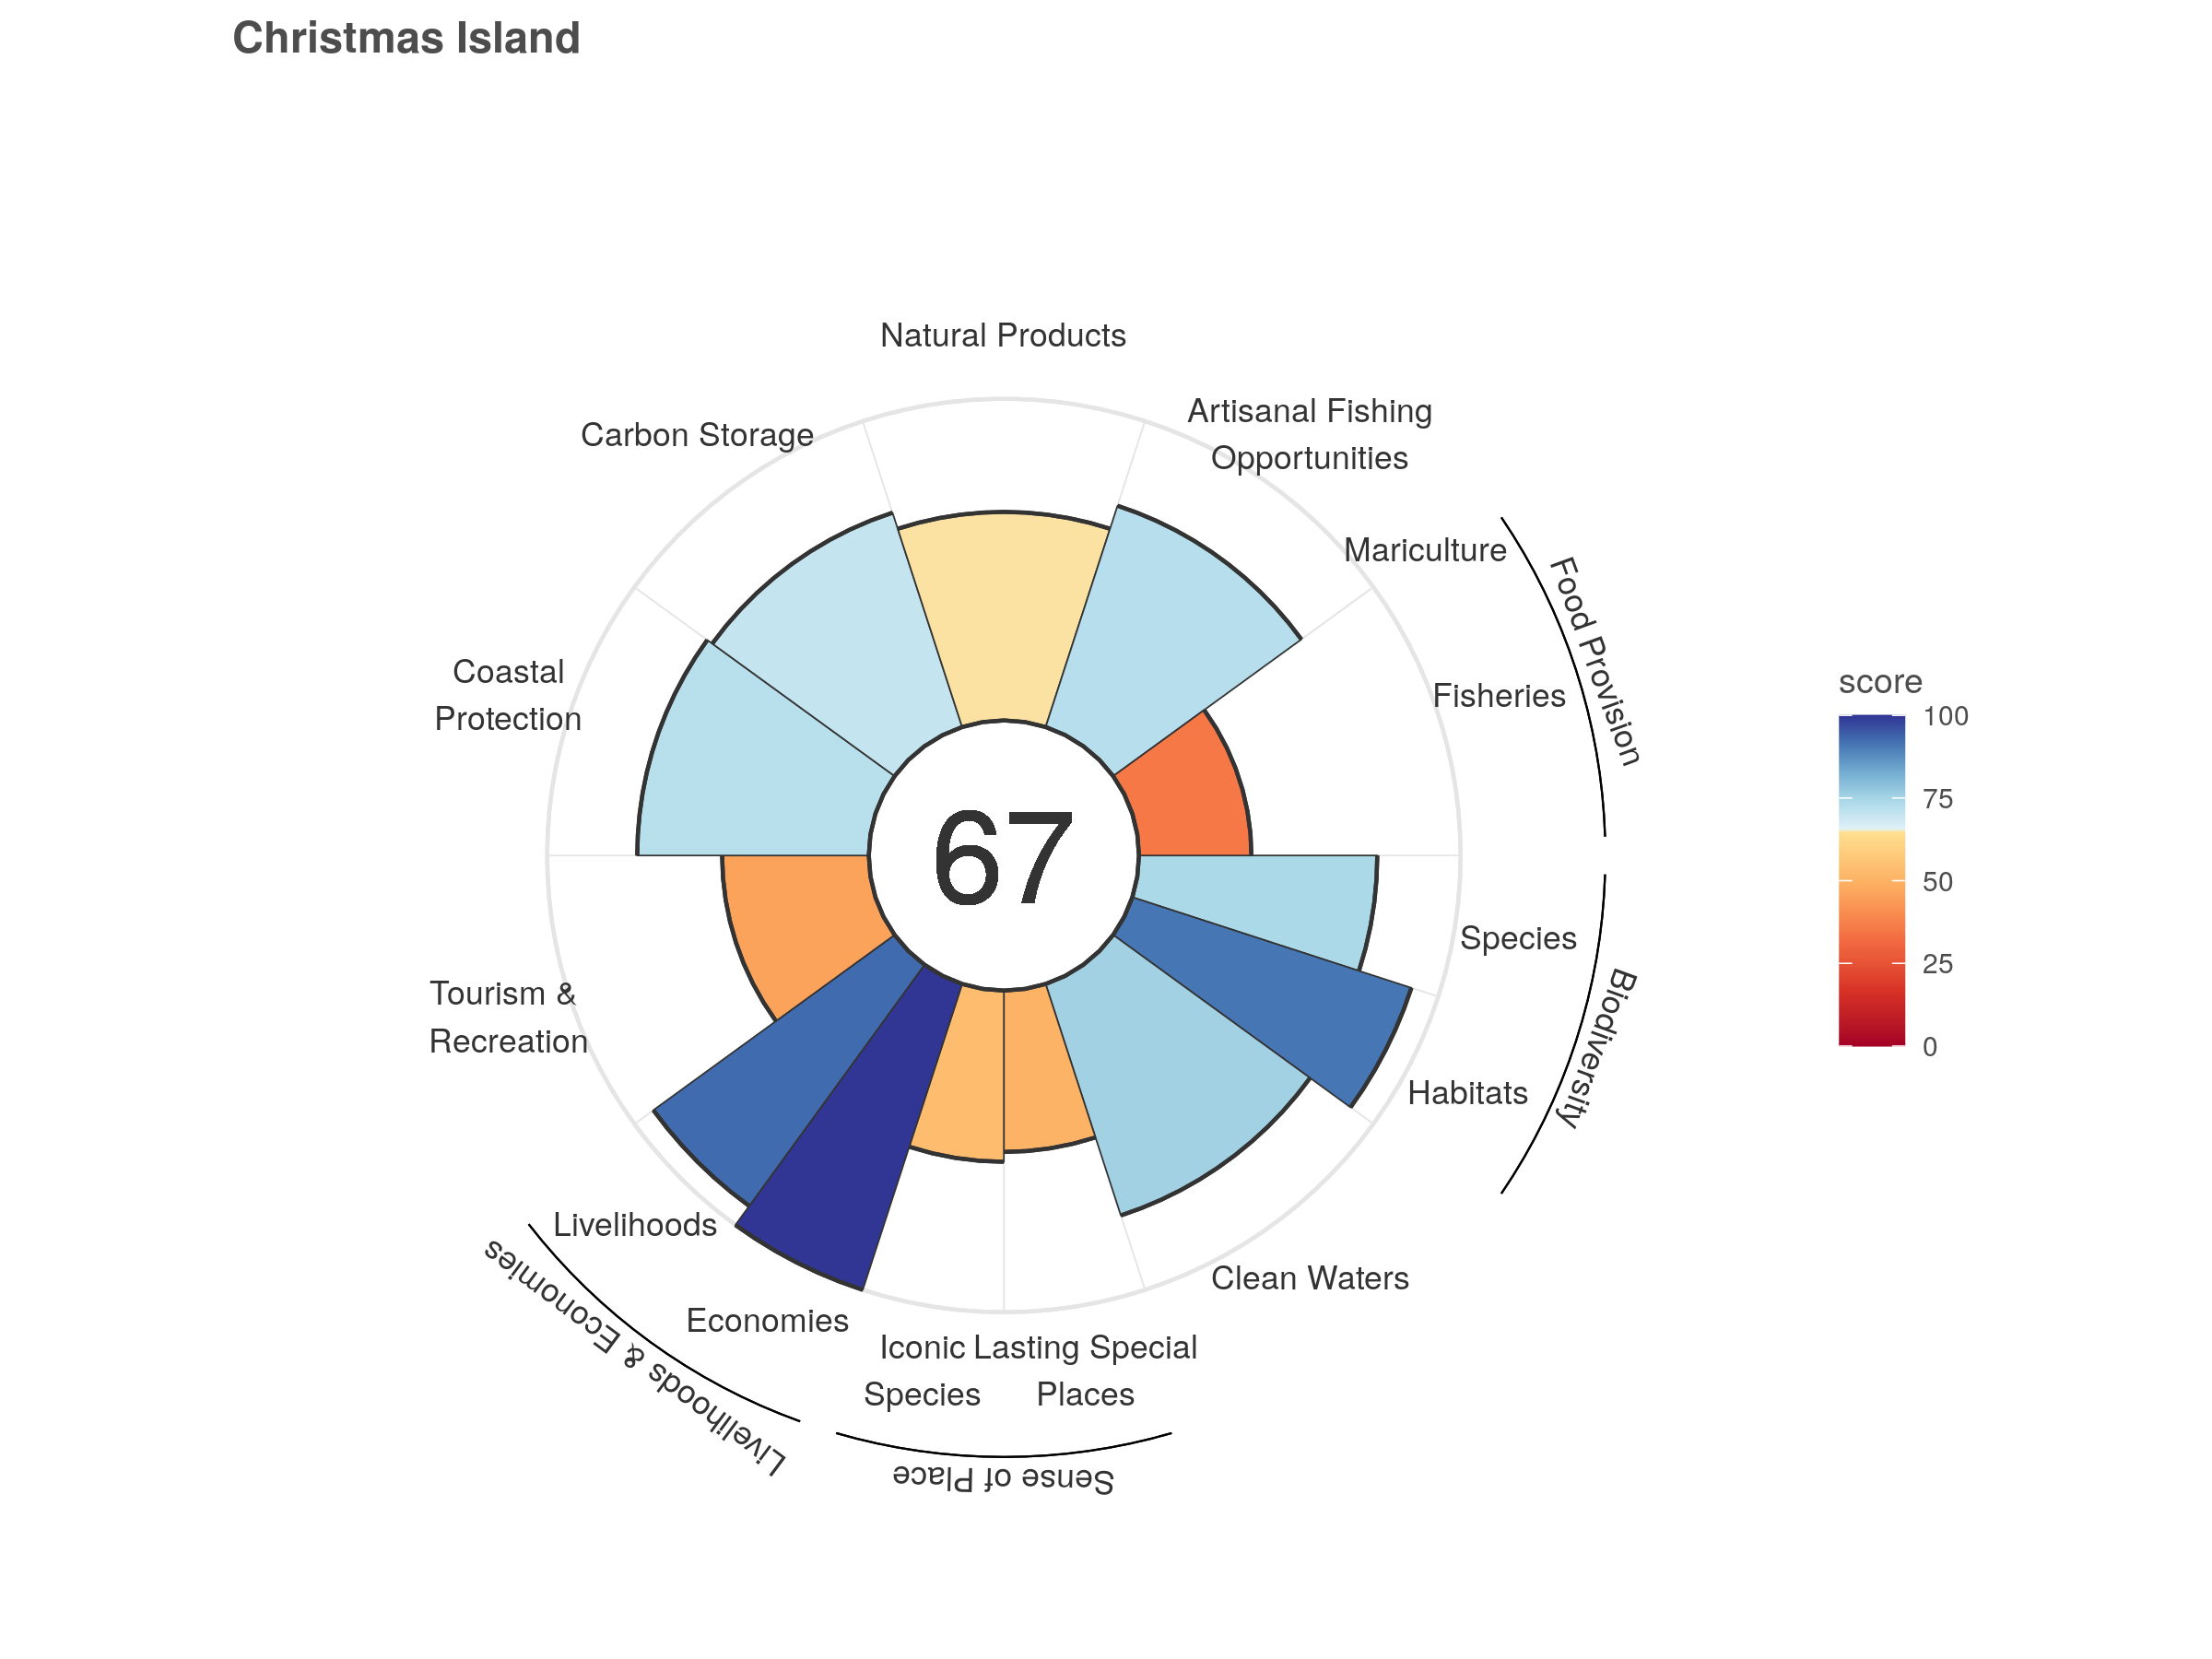 Christmas Island
Natural Products
Artisanal Fishing
Opportunities
Carbon Storage
Mariculture
Food Provision
Coastal
Protection
Fisheries
67
score
100
75
50
25
0
Species
Biodiversity
Tourism &
Recreation
Habitats
Livelihoods
Clean Waters
Economies
Livelihoods & Economies
Iconic
Species
Lasting Special
Places
Sense of Place